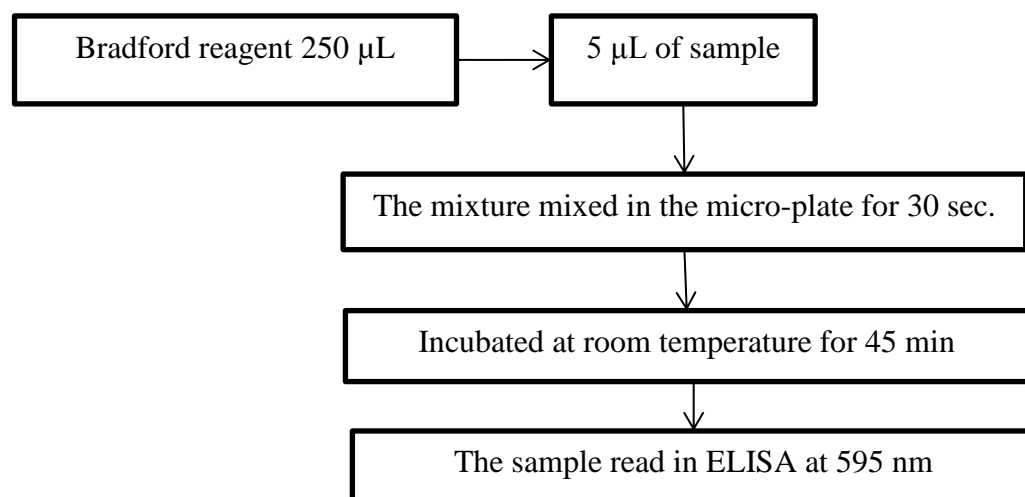 Bradford reagent 250 µL
5 µL of sample
The mixture mixed in the micro-plate for 30 sec.
Incubated at room temperature for 45 min
The sample read in ELISA at 595 nm